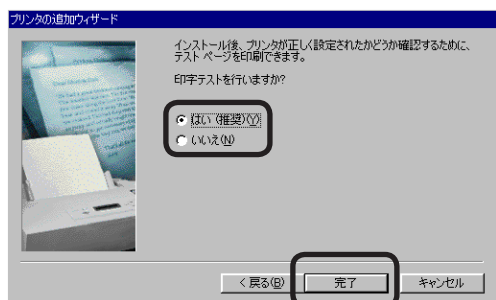 プリンタの追加ウィザード
インストール後、プリンタが正しく設定されたかどうか確認するために、
テスト ページを印刷できます。
印字テストを行いますか?
はい (推奨)(Y)
いいえ(N)
< 戻る(B)
完了
キャンセル